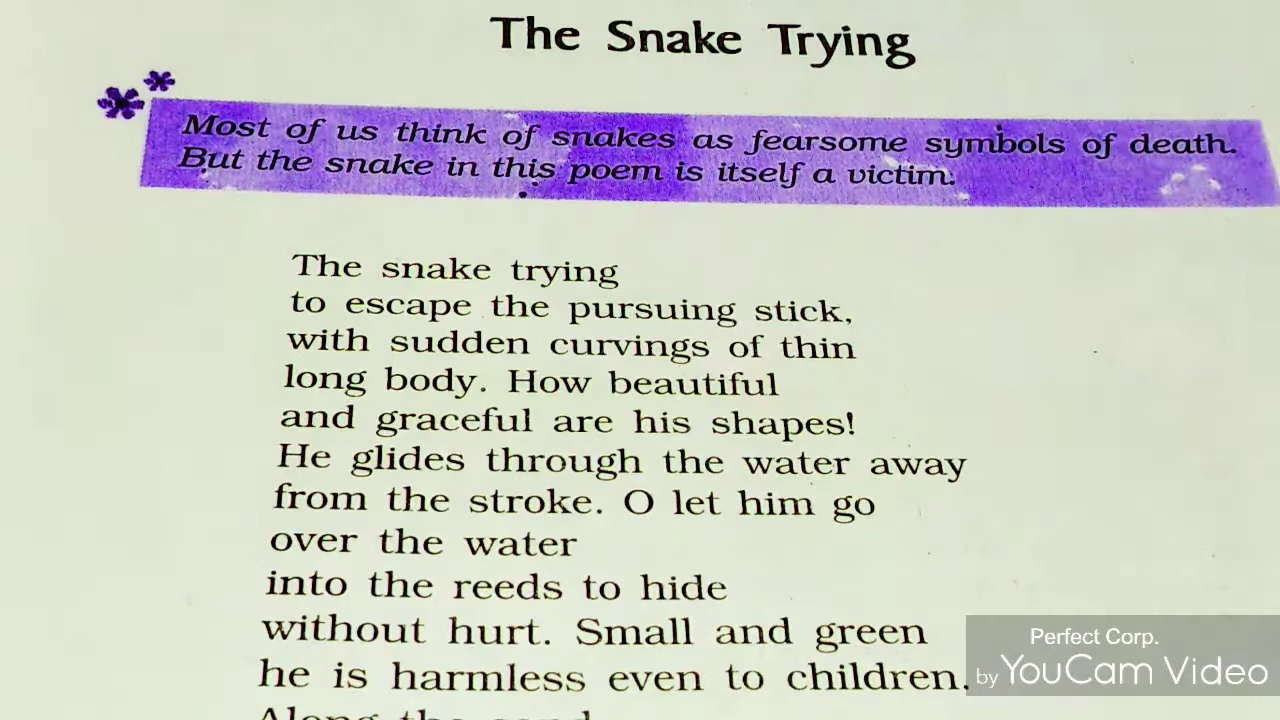 The Snake Trying
Most of us think of snakes as fearsome symbols of death.
But the snake in this poem is itself a victim.
The snake trying
to escape the pursuing stick,
with sudden curvings of thin
long body. How beautiful
and graceful are his shapes!
He glides through the water away
from the stroke. O let him go
over the water
into the reeds to hide
without hurt. Small and green
he is harmless even to children.
Along the sand
Perfect Corp.
by YouCam Video